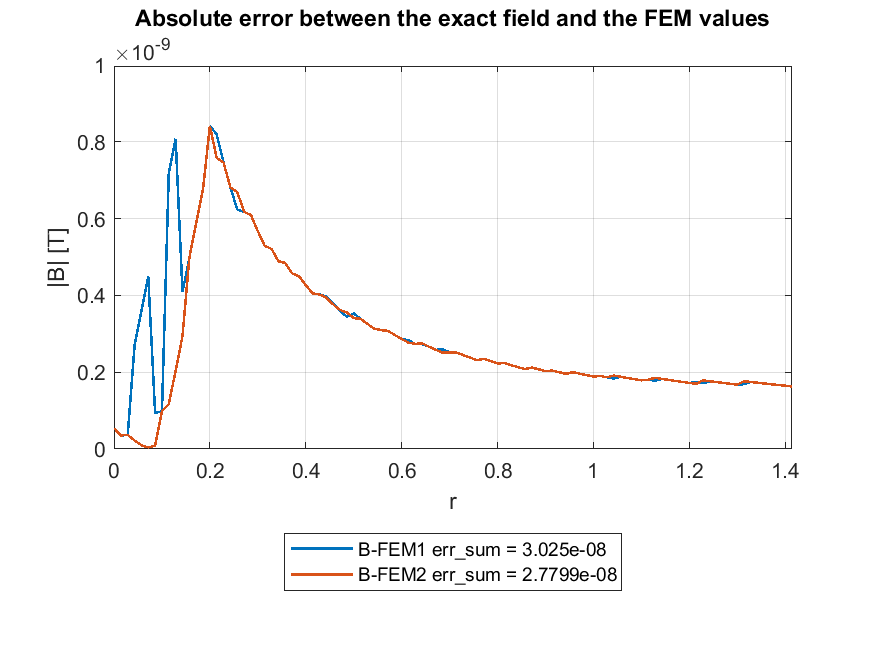 Absolute error between the exact field and the FEM values
×10-9
1
0.8
0.6
0.4
0.2
0
|B| [T]
0 0.2 0.4 0.6 0.8 1 1.2 1.4
r
B-FEM1 err_sum = 3.025e-08
B-FEM2 err_sum = 2.7799e-08